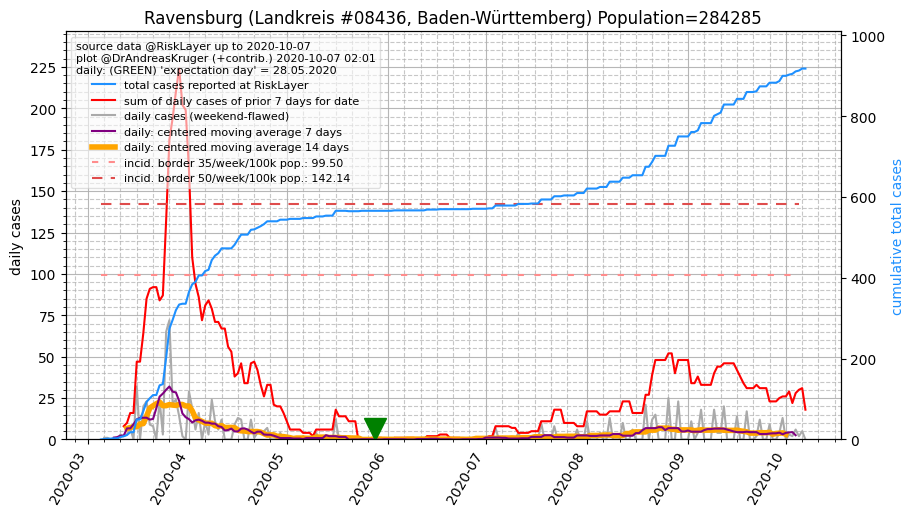 Ravensburg (Landkreis #08436, Baden-Württemberg) Population=284285
source data @RiskLayer up to 2020-10-07
plot @DrAndreasKruger (+contrib.) 2020-10-07 02:01
daily: (GREEN) 'expectation day' = 28.05.2020
total cases reported at RiskLayer
sum of daily cases of prior 7 days for date
daily cases (weekend-flawed)
daily: centered moving average 7 days
daily: centered moving average 14 days
incid. border 35/week/100k pop.: 99.50
incid. border 50/week/100k pop.: 142.14
daily cases
225
200
175
150
125
100
75
50
25
0
cumulative total cases
1000
800
600
400
200
0
2020-03
2020-04
2020-05
2020-06
2020-07
2020-08
2020-09
2020-10